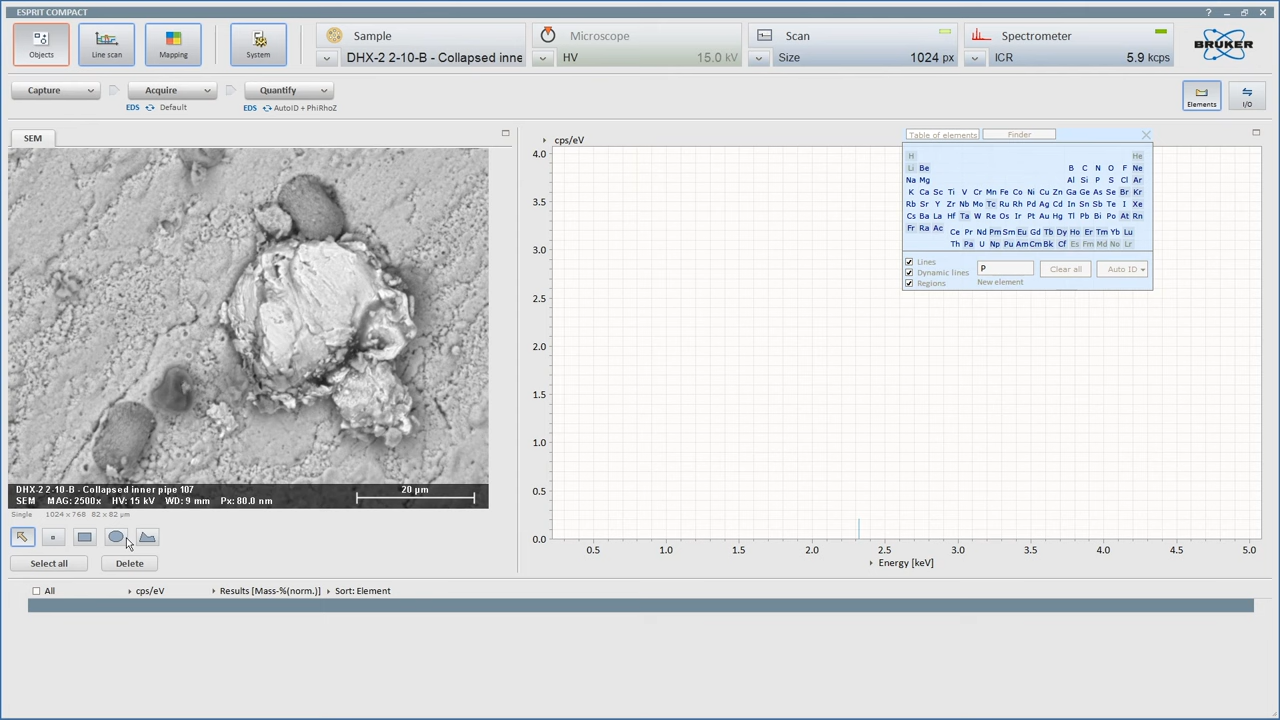 ESPRIT COMPACT
Objects
Line scan
Mapping
System
Sample
DHX-2 2-10-B - Collapsed inne
Microscope
HV 15.0 kV
Scan
Size 1024 px
Spectrometer
ICR 5.9 kcps
BRUKER
Capture
Acquire
Quantify
EDS Default
EDS AutoID + PhiRhoZ
Elements
I/O
SEM
DHX-2 2-10-B - Collapsed inner pipe 107
SEM MAG: 2500x HV: 15 kV WD: 9 mm Px: 80.0 nm
20 µm
Single 1024 x 768 82 x 82 µm
Select all
Delete
cps/eV
4.0
3.5
3.0
2.5
2.0
1.5
1.0
0.5
0.0
0.5 1.0 1.5 2.0 2.5 3.0 3.5 4.0 4.5 5.0
Energy [keV]
Table of elements
Finder
H He
Li Be B C N O F Ne
Na Mg Al Si P S Cl Ar
K Ca Sc Ti V Cr Mn Fe Co Ni Cu Zn Ga Ge As Se Br Kr
Rb Sr Y Zr Nb Mo Tc Ru Rh Pd Ag Cd In Sn Sb Te I Xe
Cs Ba La Hf Ta W Re Os Ir Pt Au Hg Tl Pb Bi Po At Rn
Fr Ra Ac
Ce Pr Nd Pm Sm Eu Gd Tb Dy Ho Er Tm Yb Lu
Th Pa U Np Pu Am Cm Bk Cf Es Fm Md No Lr
Lines
Dynamic lines
Regions
P
New element
Clear all
Auto ID
All
cps/eV
Results [Mass-%(norm.)]
Sort: Element